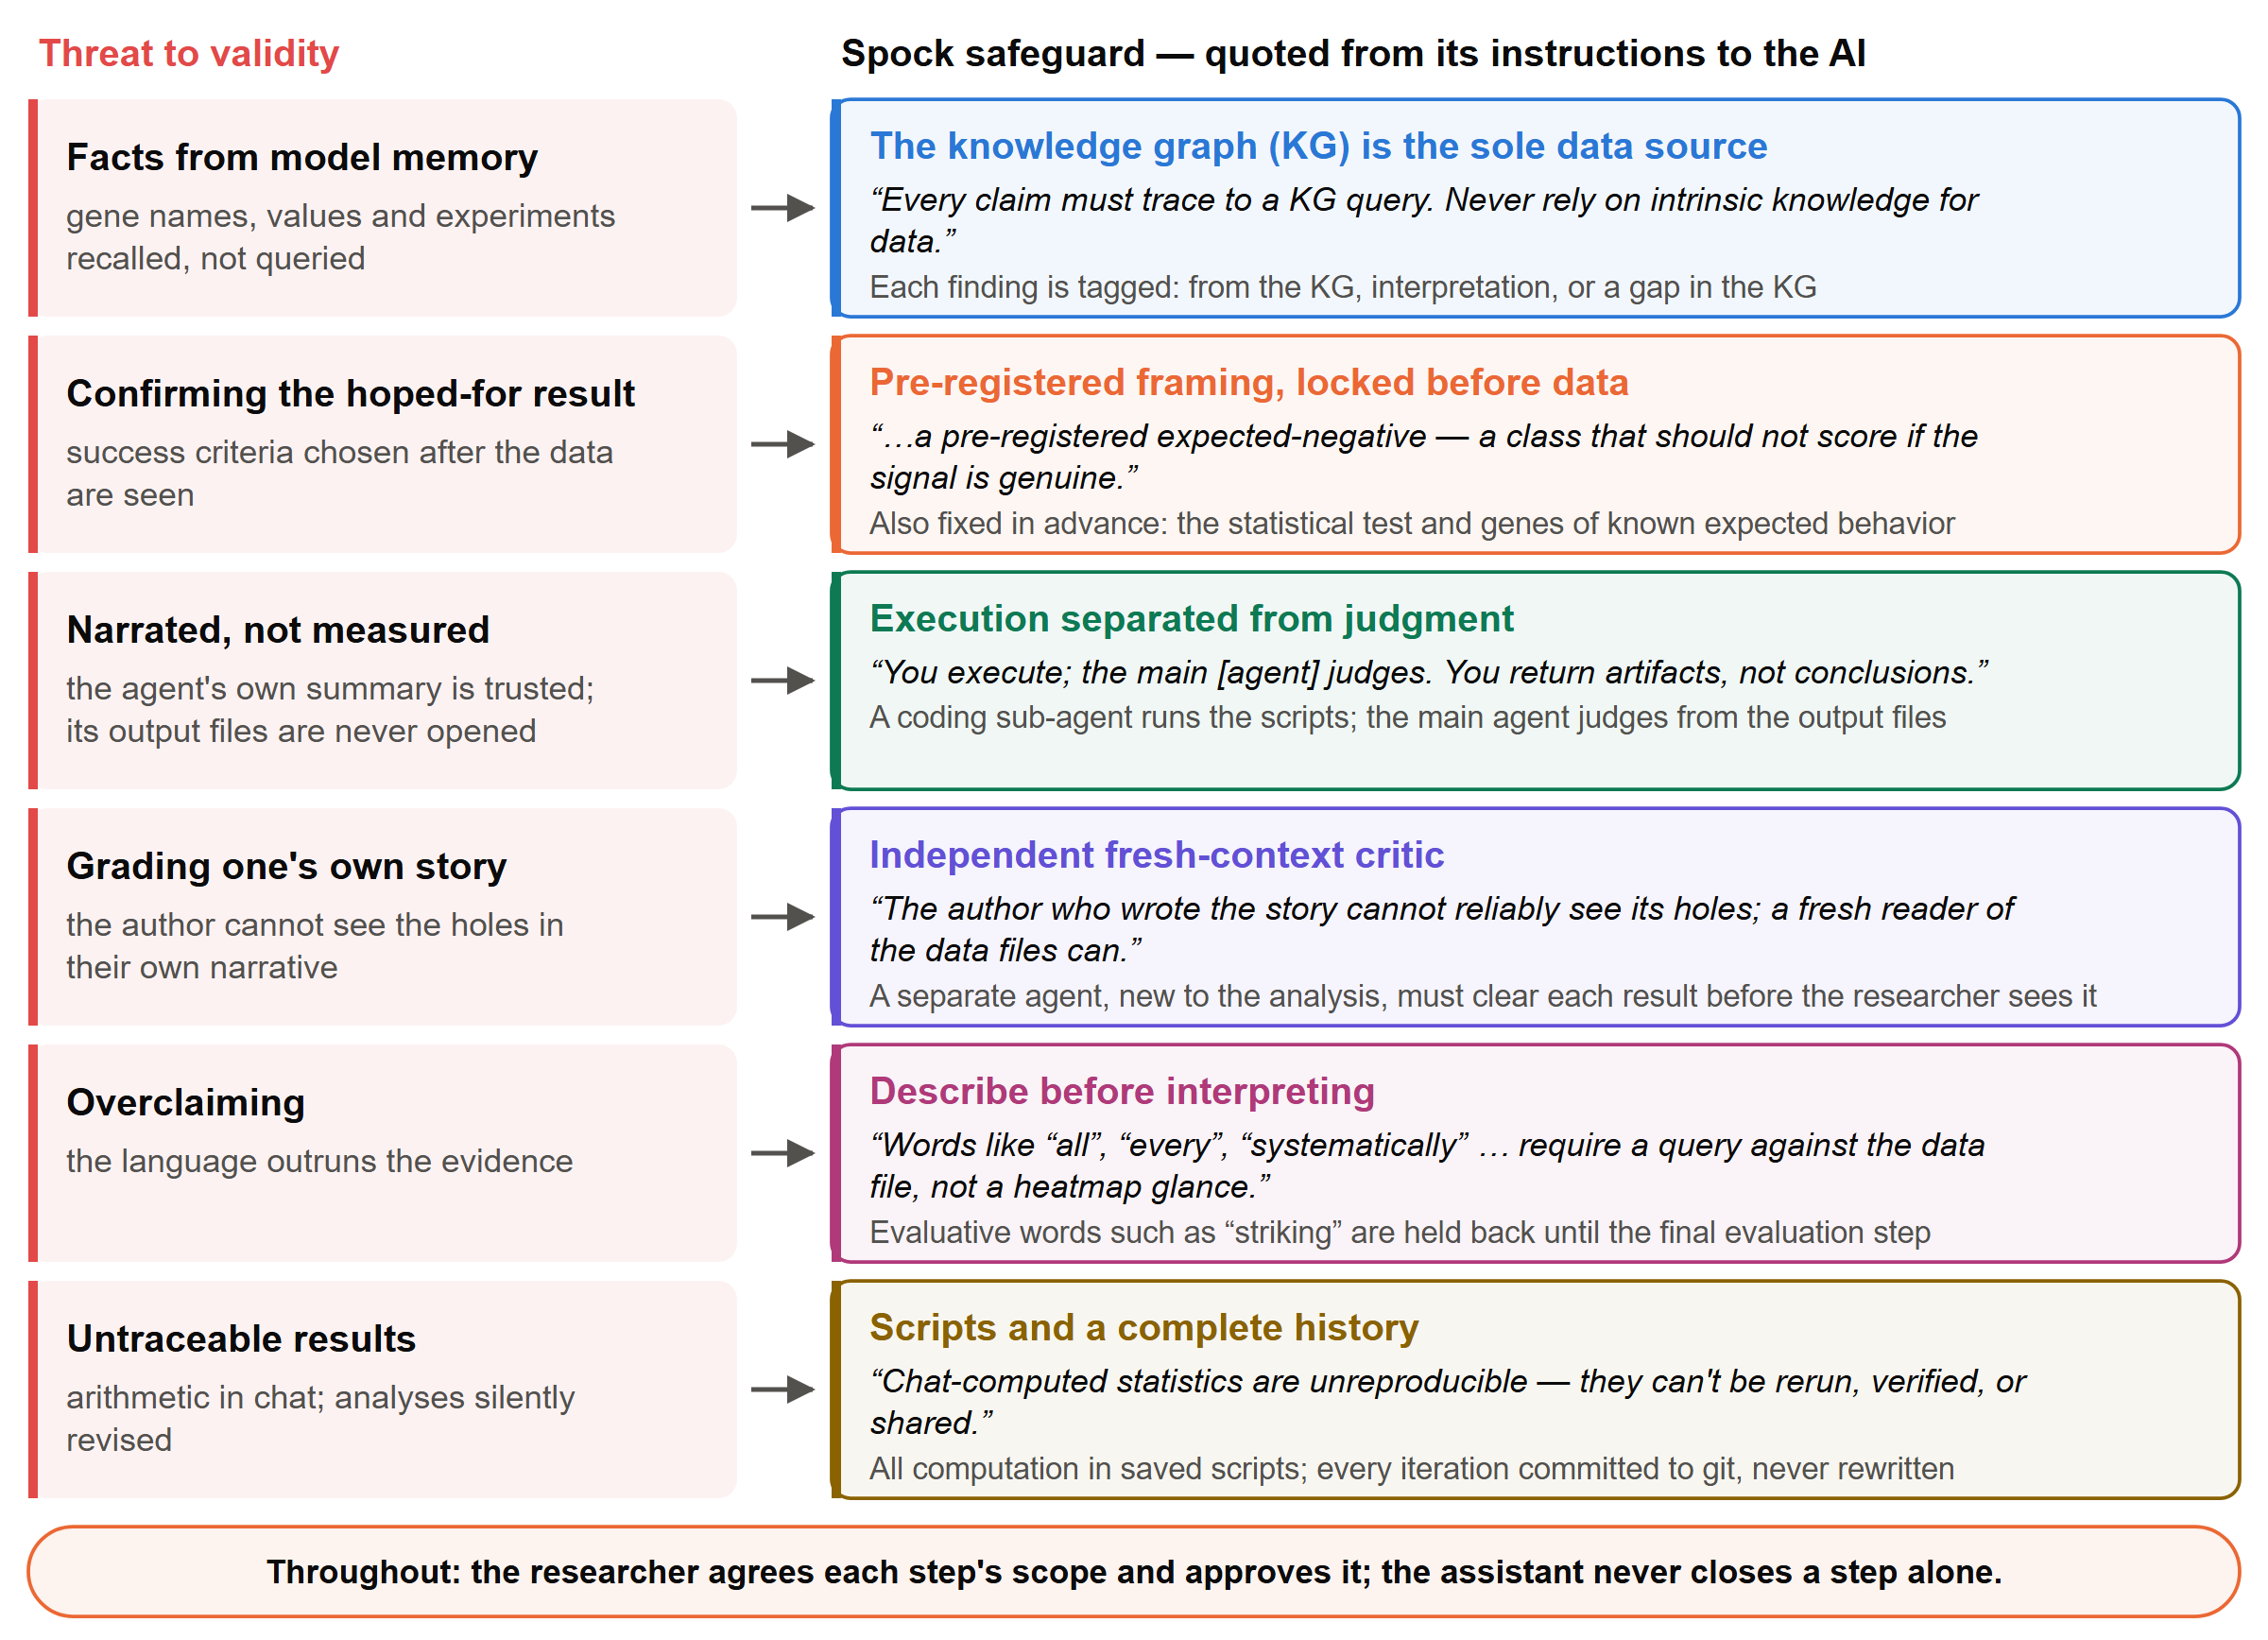 Threat to validity
Spock safeguard — quoted from its instructions to the AI
Facts from model memory
gene names, values and experiments
recalled, not queried
The knowledge graph (KG) is the sole data source
“Every claim must trace to a KG query. Never rely on intrinsic knowledge for
data.”
Each finding is tagged: from the KG, interpretation, or a gap in the KG
Confirming the hoped-for result
success criteria chosen after the data
are seen
Pre-registered framing, locked before data
“…a pre-registered expected-negative — a class that should not score if the
signal is genuine.”
Also fixed in advance: the statistical test and genes of known expected behavior
Narrated, not measured
the agent's own summary is trusted;
its output files are never opened
Execution separated from judgment
“You execute; the main [agent] judges. You return artifacts, not conclusions.”
A coding sub-agent runs the scripts; the main agent judges from the output files
Grading one's own story
the author cannot see the holes in
their own narrative
Independent fresh-context critic
“The author who wrote the story cannot reliably see its holes; a fresh reader of
the data files can.”
A separate agent, new to the analysis, must clear each result before the researcher sees it
Overclaiming
the language outruns the evidence
Describe before interpreting
“Words like “all”, “every”, “systematically” … require a query against the data
file, not a heatmap glance.”
Evaluative words such as “striking” are held back until the final evaluation step
Untraceable results
arithmetic in chat; analyses silently
revised
Scripts and a complete history
“Chat-computed statistics are unreproducible — they can't be rerun, verified, or
shared.”
All computation in saved scripts; every iteration committed to git, never rewritten
Throughout: the researcher agrees each step's scope and approves it; the assistant never closes a step alone.